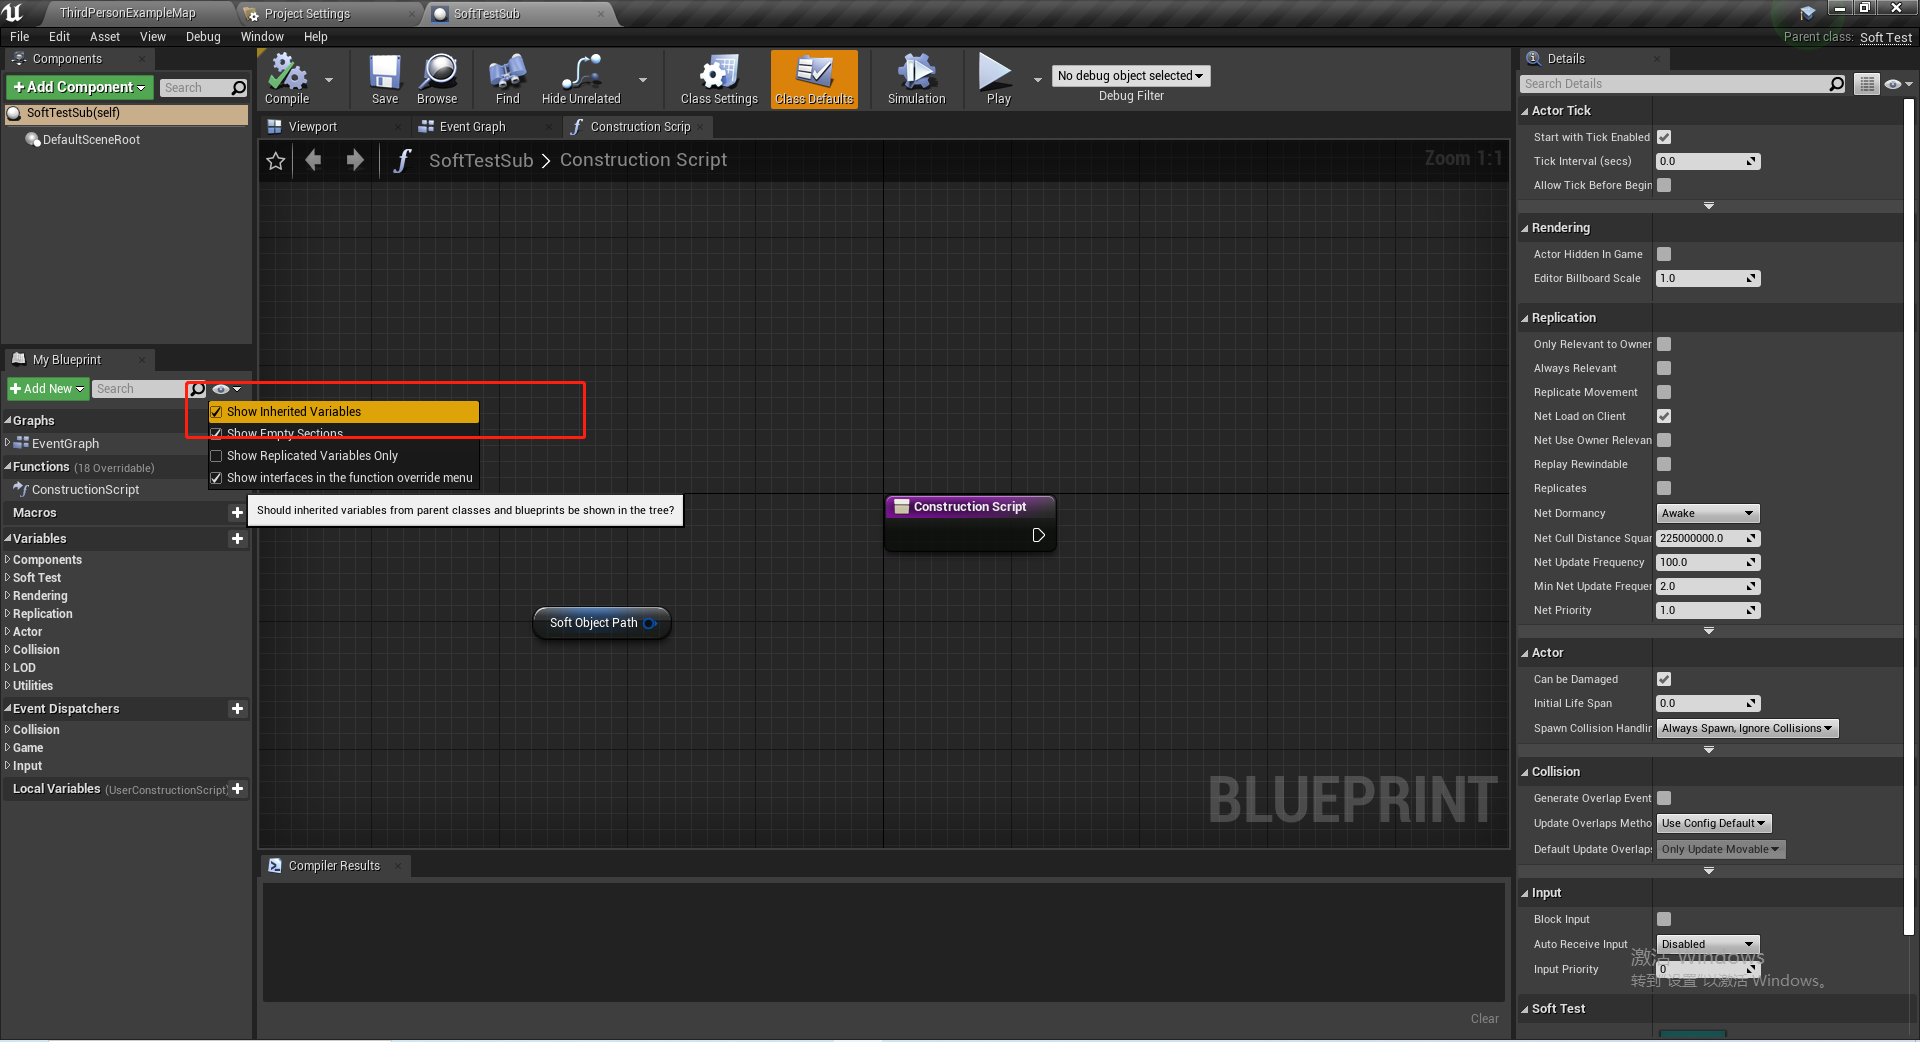 ThirdPersonExampleMap
Project Settings
SoftTestSub
File Edit Asset View Debug Window Help
Parent class: Soft Test
Components
Add Component
Search
SoftTestSub(self)
DefaultSceneRoot
Compile
Save
Browse
Find
Hide Unrelated
Class Settings
Class Defaults
Simulation
Play
No debug object selected
Debug Filter
Viewport
Event Graph
Construction Scrip
SoftTestSub > Construction Script
Zoom 1:1
My Blueprint
Add New
Search
Graphs
EventGraph
Functions (18 Overridable)
ConstructionScript
Macros
Variables
Components
Soft Test
Rendering
Replication
Actor
Collision
LOD
Utilities
Event Dispatchers
Collision
Game
Input
Local Variables (UserConstructionScript)
Show Inherited Variables
Show Empty Sections
Show Replicated Variables Only
Show interfaces in the function override menu
Should inherited variables from parent classes and blueprints be shown in the tree?
Construction Script
Soft Object Path
BLUEPRINT
Compiler Results
Clear
Details
Search Details
Actor Tick
Start with Tick Enabled
Tick Interval (secs) 0.0
Allow Tick Before Begin
Rendering
Actor Hidden In Game
Editor Billboard Scale 1.0
Replication
Only Relevant to Owner
Always Relevant
Replicate Movement
Net Load on Client
Net Use Owner Relevan
Replay Rewindable
Replicates
Net Dormancy Awake
Net Cull Distance Squar 225000000.0
Net Update Frequency 100.0
Min Net Update Frequer 2.0
Net Priority 1.0
Actor
Can be Damaged
Initial Life Span 0.0
Spawn Collision Handlin Always Spawn, Ignore Collisions
Collision
Generate Overlap Event
Update Overlaps Metho Use Config Default
Default Update Overlaps Only Update Movable
Input
Block Input
Auto Receive Input Disabled
Input Priority 0
激活 Windows
转到"设置"以激活 Windows。
Soft Test